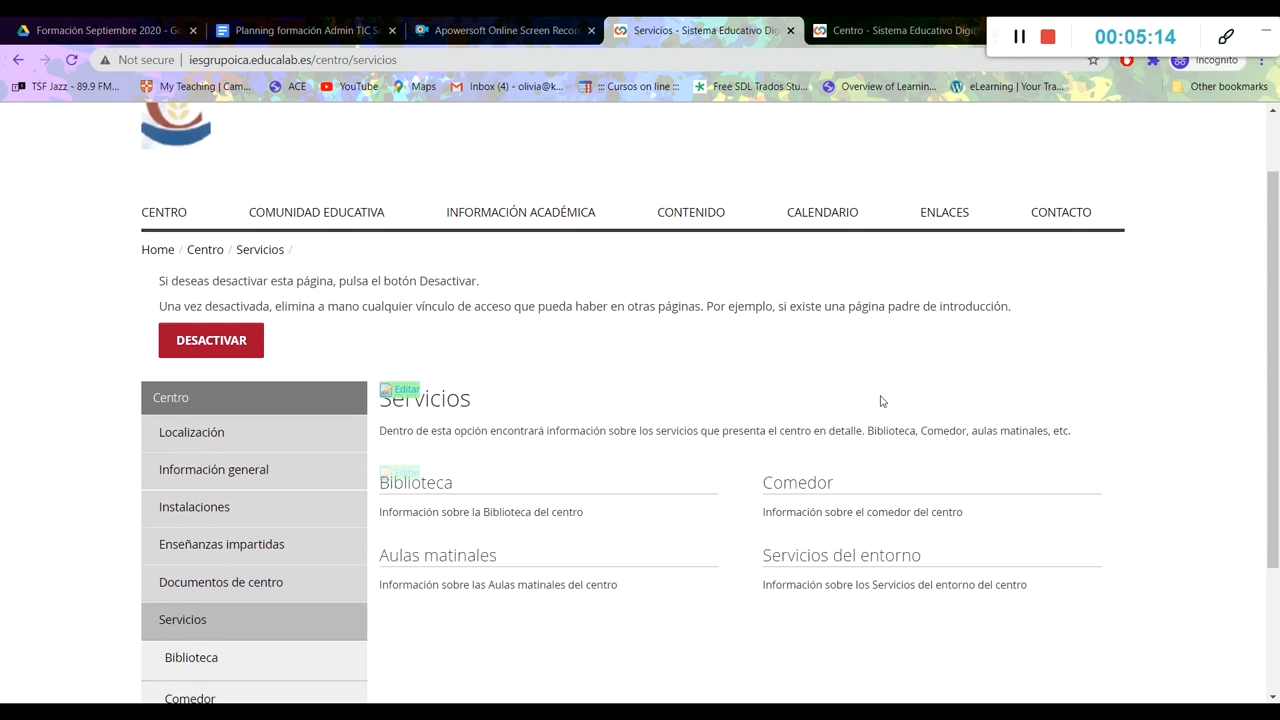 Formación Septiembre 2020 - Go
Planning formación Admin TIC S
Apowersoft Online Screen Recor
Servicios - Sistema Educativo Dig
Centro - Sistema Educativo Digit
00:05:14
Not secure
iesgrupoica.educalab.es/centro/servicios
Incognito
TSF Jazz - 89.9 FM...
My Teaching | Cam...
ACE
YouTube
Maps
Inbox (4) - olivia@k...
::: Cursos on line :::
Free SDL Trados Stu...
Overview of Learnin...
eLearning | Your Tra...
Other bookmarks
CENTRO
COMUNIDAD EDUCATIVA
INFORMACIÓN ACADÉMICA
CONTENIDO
CALENDARIO
ENLACES
CONTACTO
Home / Centro / Servicios /
Si deseas desactivar esta página, pulsa el botón Desactivar.
Una vez desactivada, elimina a mano cualquier vínculo de acceso que pueda haber en otras páginas. Por ejemplo, si existe una página padre de introducción.
DESACTIVAR
Centro
Localización
Información general
Instalaciones
Enseñanzas impartidas
Documentos de centro
Servicios
Biblioteca
Comedor
Editar
Servicios
Dentro de esta opción encontrará información sobre los servicios que presenta el centro en detalle. Biblioteca, Comedor, aulas matinales, etc.
Editar
Biblioteca
Información sobre la Biblioteca del centro
Comedor
Información sobre el comedor del centro
Aulas matinales
Información sobre las Aulas matinales del centro
Servicios del entorno
Información sobre los Servicios del entorno del centro